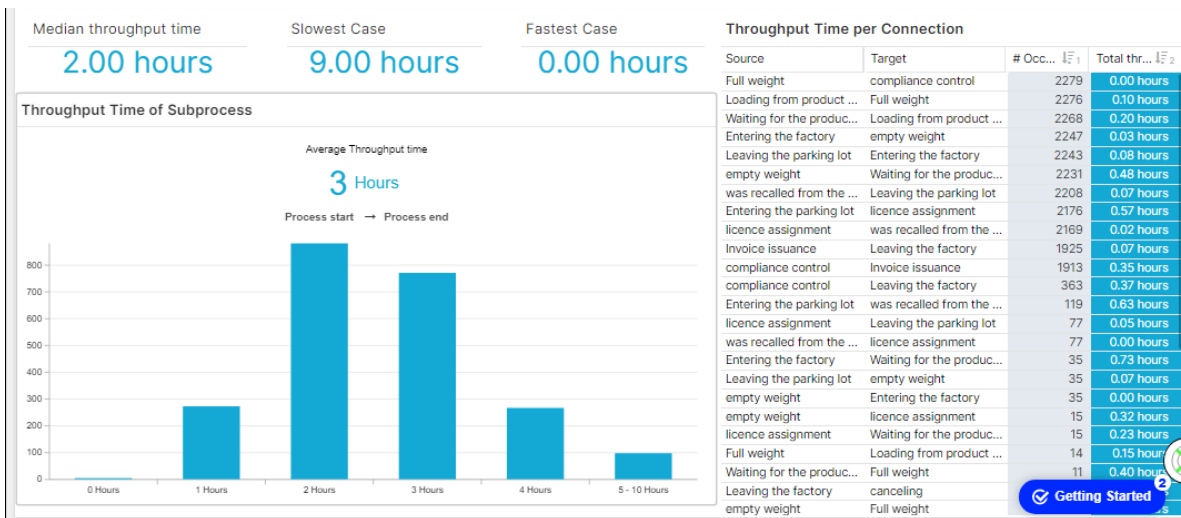 Median throughput time
2.00 hours
Slowest Case
9.00 hours
Fastest Case
0.00 hours
Throughput Time of Subprocess
Average Throughput time
3 Hours
Process start → Process end
800
700
600
500
400
300
200
100
0
0 Hours 1 Hours 2 Hours 3 Hours 4 Hours 5 - 10 Hours
Throughput Time per Connection
Source Target # Occ... 1 Total thr... 2
Full weight compliance control 2279 0.00 hours
Loading from product ... Full weight 2276 0.10 hours
Waiting for the produc... Loading from product ... 2268 0.20 hours
Entering the factory empty weight 2247 0.03 hours
Leaving the parking lot Entering the factory 2243 0.08 hours
empty weight Waiting for the produc... 2231 0.48 hours
was recalled from the ... Leaving the parking lot 2208 0.07 hours
Entering the parking lot licence assignment 2176 0.57 hours
licence assignment was recalled from the ... 2169 0.02 hours
Invoice issuance Leaving the factory 1925 0.07 hours
compliance control Invoice issuance 1913 0.35 hours
compliance control Leaving the factory 363 0.37 hours
Entering the parking lot was recalled from the ... 119 0.63 hours
licence assignment Leaving the parking lot 77 0.05 hours
was recalled from the ... licence assignment 77 0.00 hours
Entering the factory Waiting for the produc... 35 0.73 hours
Leaving the parking lot empty weight 35 0.07 hours
empty weight Entering the factory 35 0.00 hours
empty weight licence assignment 15 0.32 hours
licence assignment Waiting for the produc... 15 0.23 hours
Full weight Loading from product ... 14 0.15 hours
Waiting for the produc... Full weight 11 0.40 hours
Leaving the factory canceling
empty weight Full weight
Getting Started 2